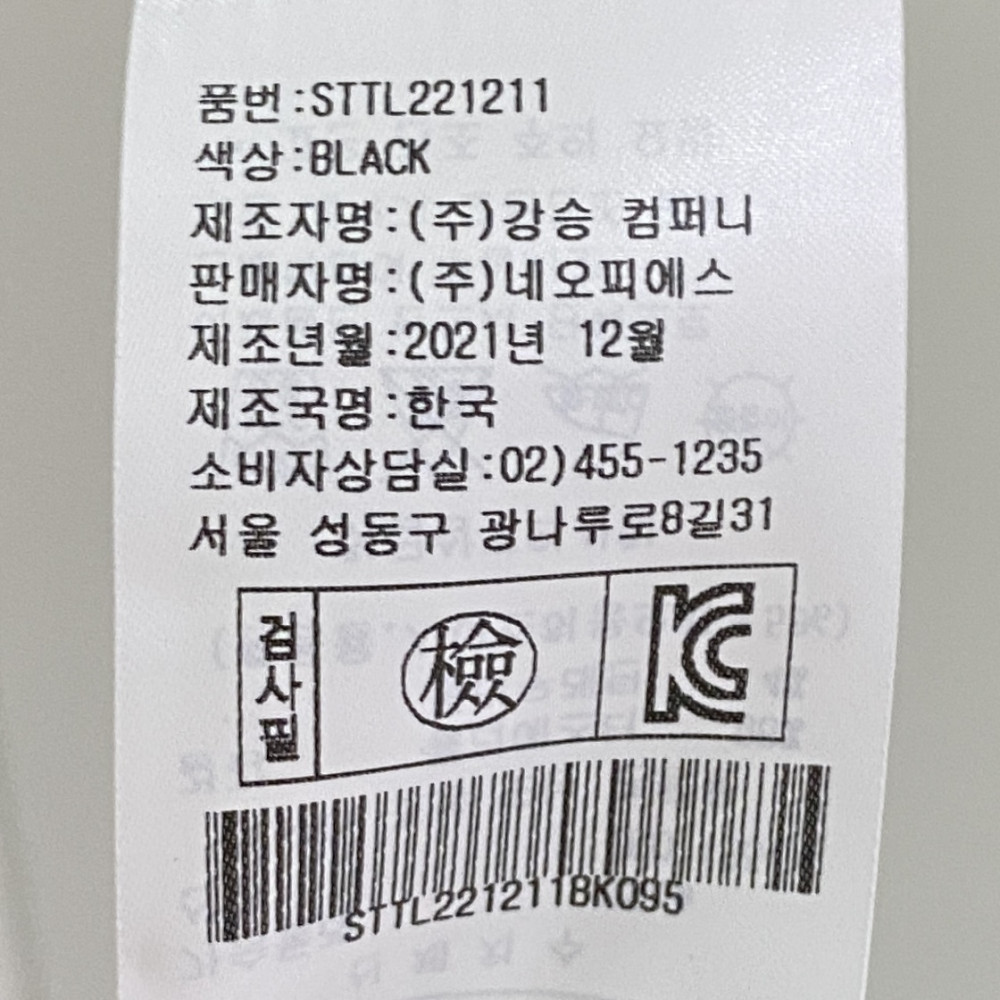 품번:STTL221211
색상:BLACK
제조자명:(주)강승 컴퍼니
판매자명:(주)네오피에스
제조년월:2021년 12월
제조국명:한국
소비자상담실:02)455-1235
서울 성동구 광나루로8길31
검사필
檢
KC
STTL221211BK095